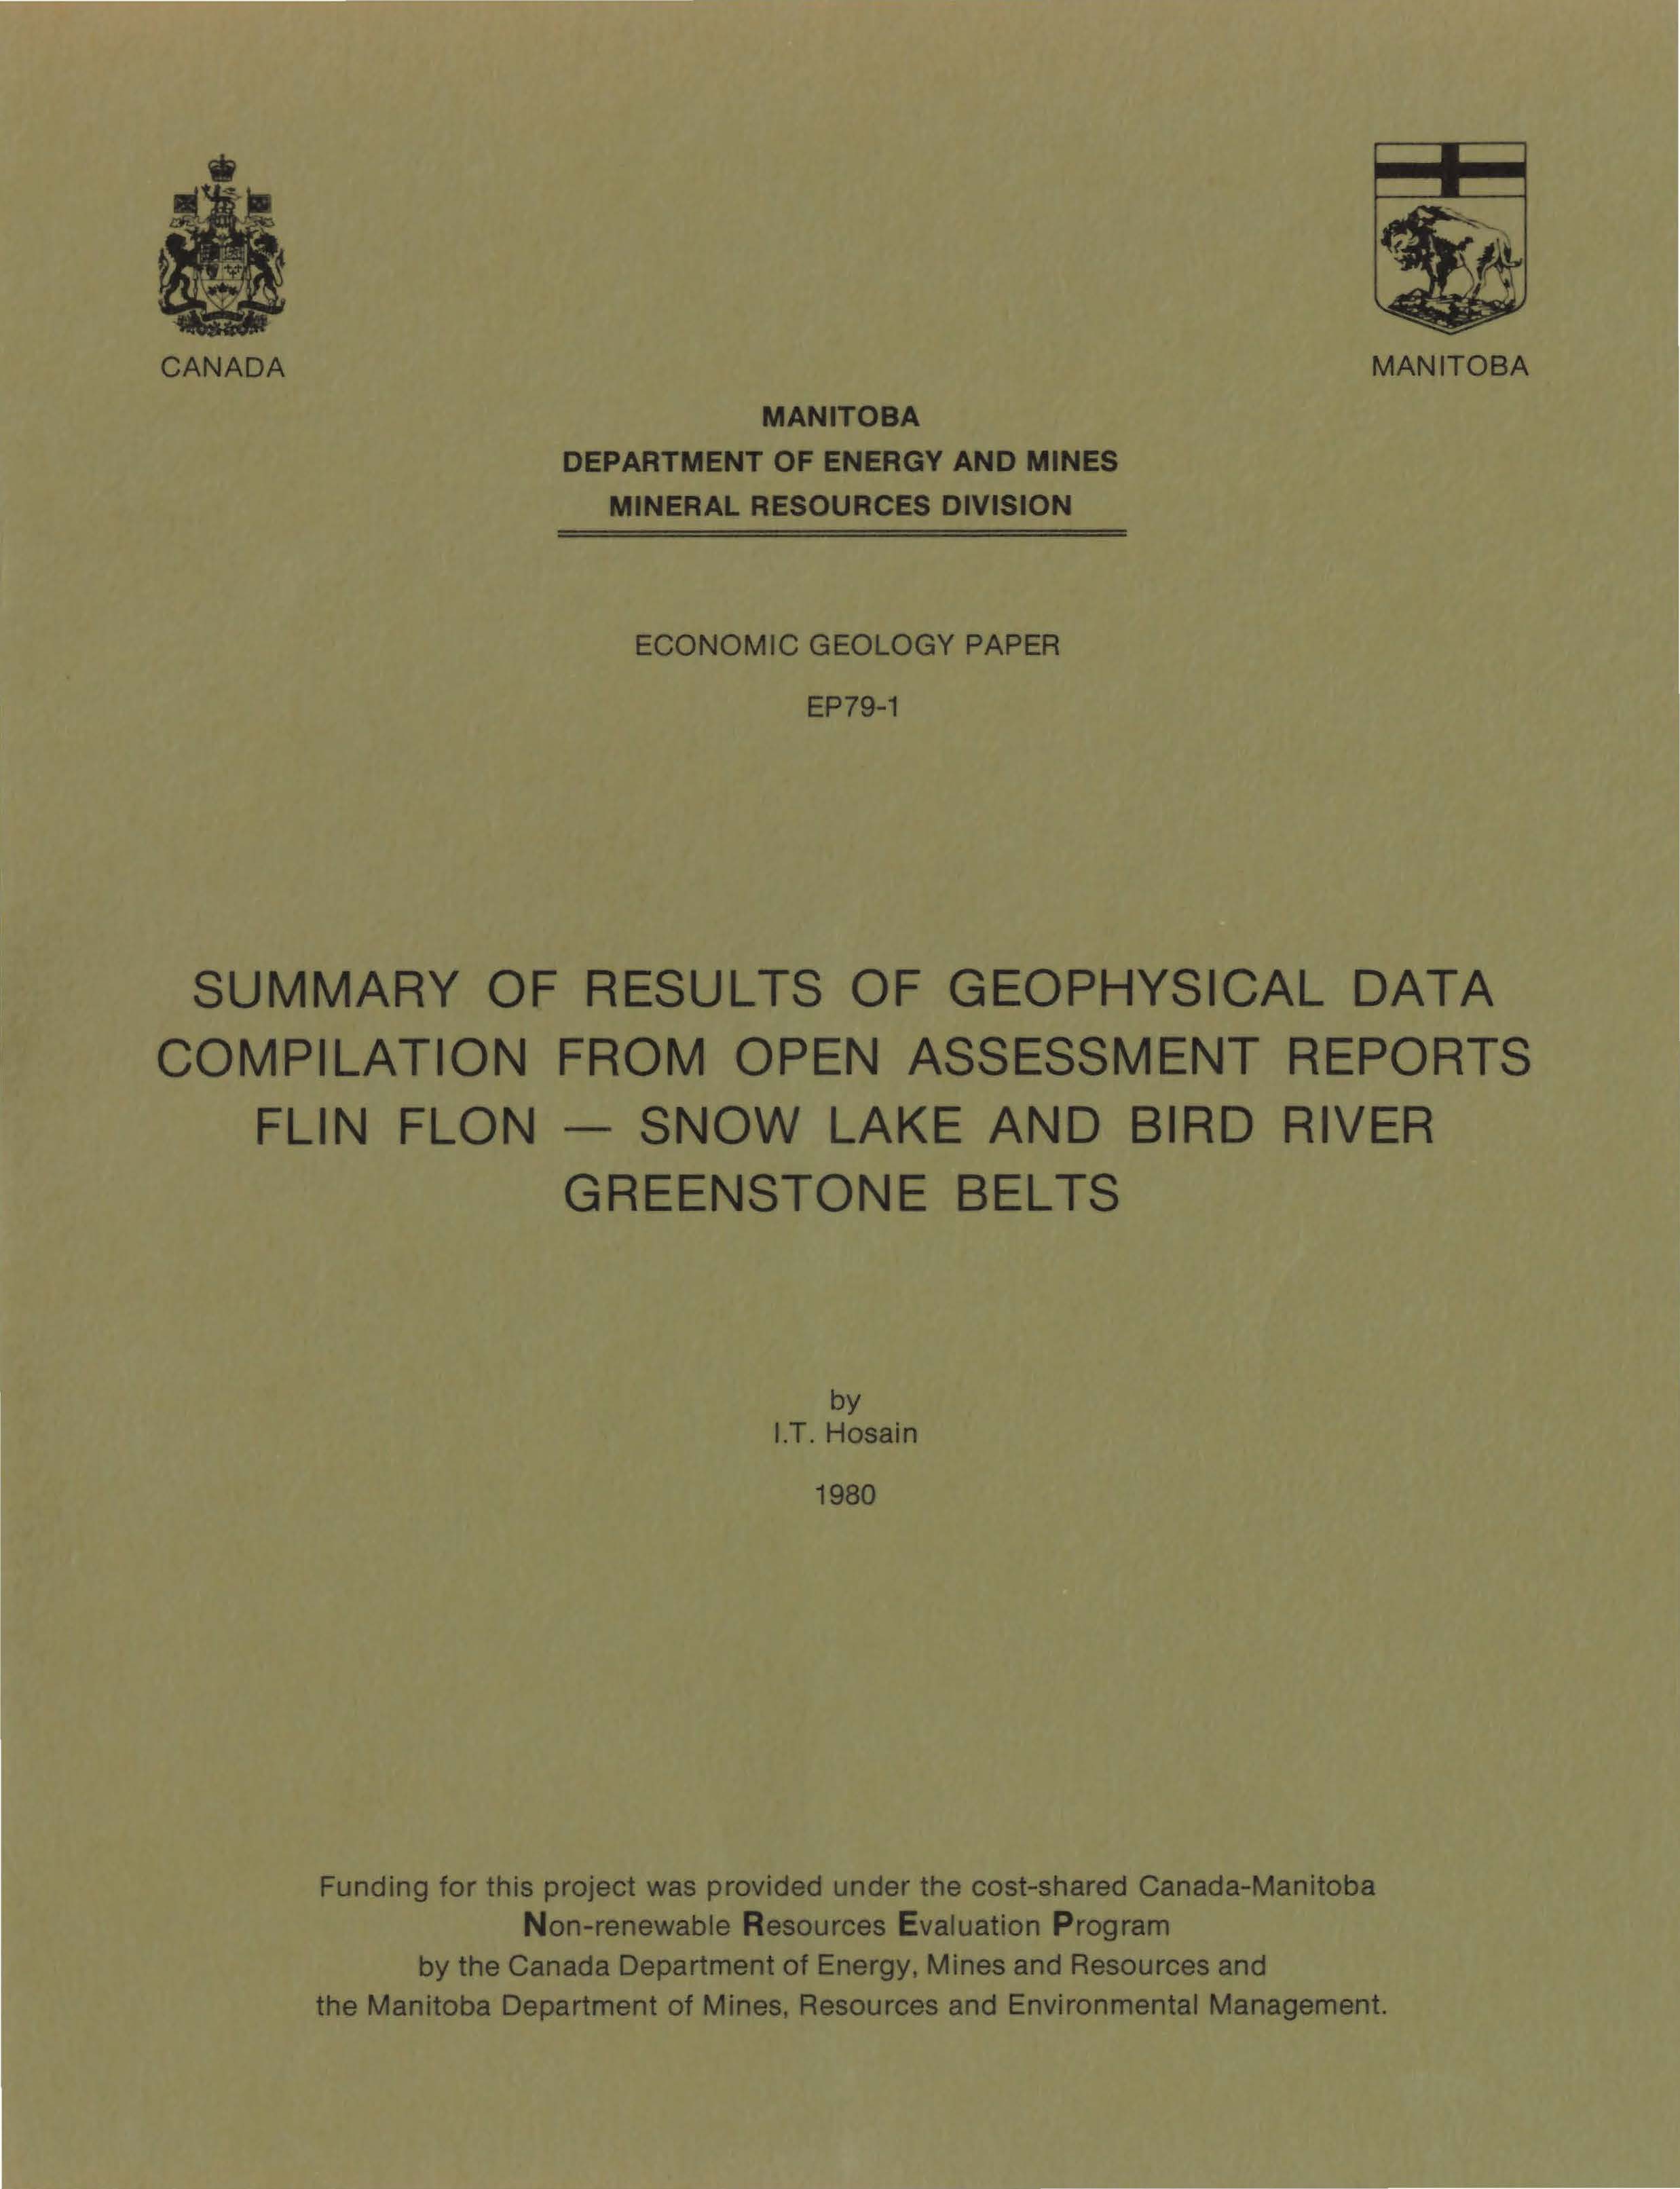 CANADA
MANITOBA
MANITOBA
DEPARTMENT OF ENERGY AND MINES
MINERAL RESOURCES DIVISION
ECONOMIC GEOLOGY PAPER
EP79-1
SUMMARY OF RESULTS OF GEOPHYSICAL DATA
COMPILATION FROM OPEN ASSESSMENT REPORTS
FLIN FLON — SNOW LAKE AND BIRD RIVER
GREENSTONE BELTS
by
I.T. Hosain
1980
Funding for this project was provided under the cost-shared Canada-Manitoba
Non-renewable Resources Evaluation Program
by the Canada Department of Energy, Mines and Resources and
the Manitoba Department of Mines, Resources and Environmental Management.